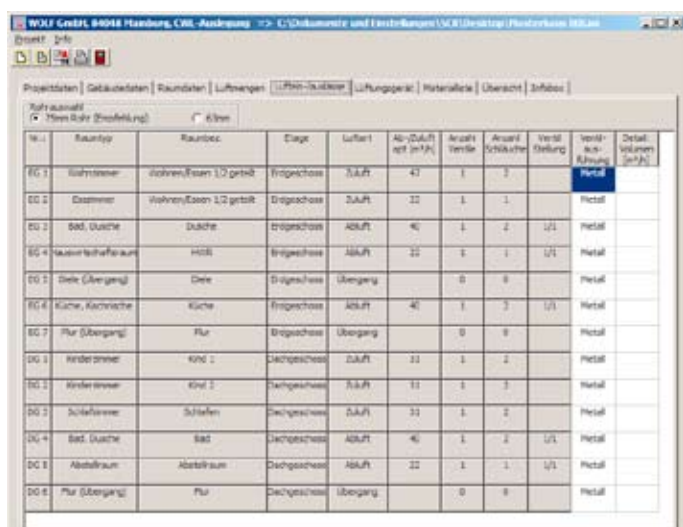 WOLF GmbH, 84048 Mainburg, CWL-Auslegung => C:\Dokumente und Einstellungen\SCB\Desktop\Musterhaus
Projekt Info
Projektdaten Gebäudedaten Raumdaten Luftmengen Luftein-/auslässe Lüftungsgerät Materialliste Übersicht Infobox
Rohrauswahl
75mm Rohr (Empfehlung) 63mm
Nr.: Raumtyp Raumbez. Etage Luftart Ab-/Zuluft opt [m³/h] Anzahl Ventile Anzahl Schläuche Ventil Stellung Ventil-aus-führung Detail: Volumen [m³/h]
EG 1 Wohnzimmer Wohnen/Essen 1/2 geteilt Erdgeschoss Zuluft 1 2 Metall
EG 2 Esszimmer Wohnen/Essen 1/2 geteilt Erdgeschoss Zuluft 1 1 Metall
EG 3 Bad, Dusche Dusche Erdgeschoss Abluft 40 1 2 1/1 Metall
EG 4 Hauswirtschaftsraum HWR Erdgeschoss Abluft 1 1 1/1 Metall
EG 5 Diele (Übergang) Diele Erdgeschoss Übergang 0 0 Metall
EG 6 Küche, Kochnische Küche Erdgeschoss Abluft 40 1 2 1/1 Metall
EG 7 Flur (Übergang) Flur Erdgeschoss Übergang 0 0 Metall
DG 1 Kinderzimmer Kind 1 Dachgeschoss Zuluft 31 1 2 Metall
DG 2 Kinderzimmer Kind 2 Dachgeschoss Zuluft 31 1 2 Metall
DG 3 Schlafzimmer Schlafen Dachgeschoss Zuluft 31 1 2 Metall
DG 4 Bad, Dusche Bad Dachgeschoss Abluft 40 1 2 1/1 Metall
DG 5 Abstellraum Abstellraum Dachgeschoss Abluft 1 1 1/1 Metall
DG 6 Flur (Übergang) Flur Dachgeschoss Übergang 0 0 Metall